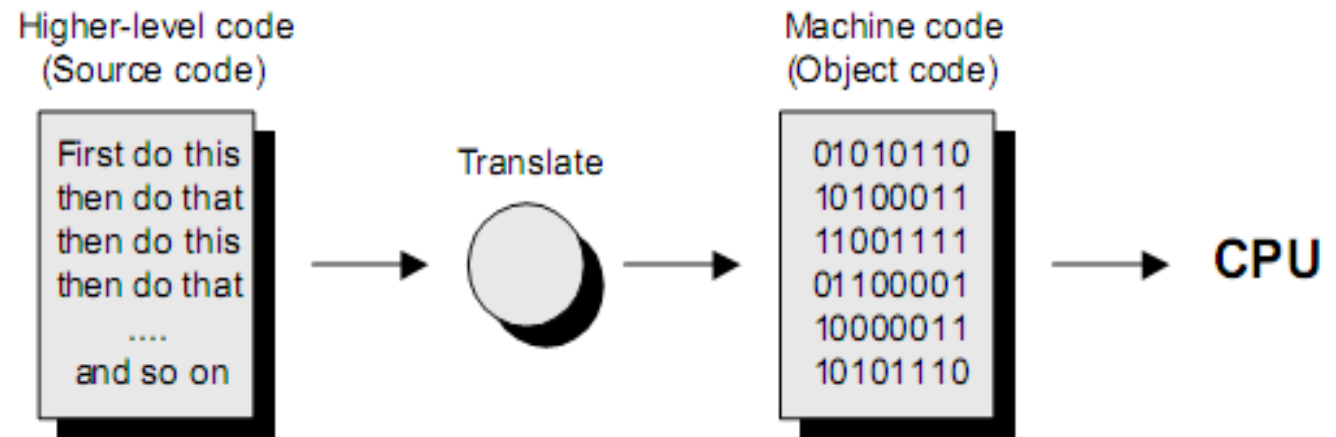 Higher-level code
(Source code)
First do this
then do that
then do this
then do that
....
and so on
Translate
Machine code
(Object code)
01010110
10100011
11001111
01100001
10000011
10101110
CPU